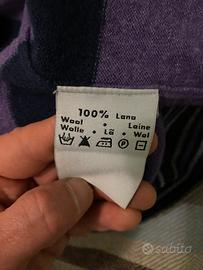 100% Lana
Wool Laine
Wolle • Lã • Wol
P
subito